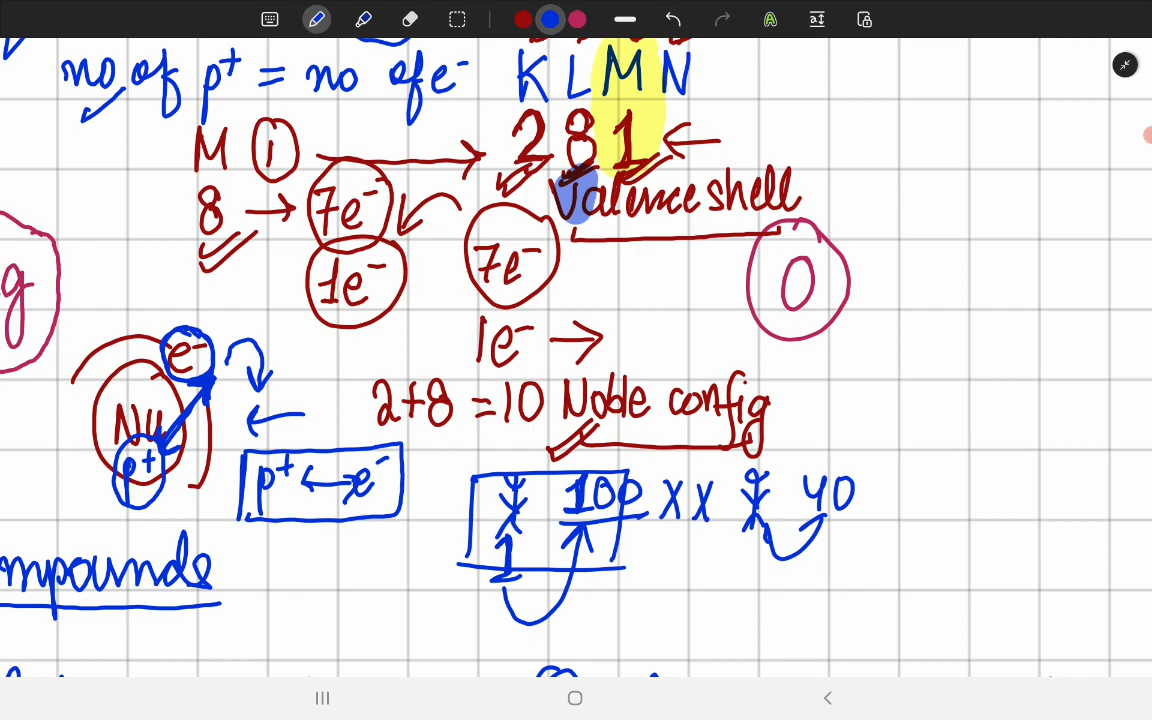 no of p⁺ = no of e⁻ K L M N
M i → 2 8 1 ←
8 → 7e⁻ Valence shell
7e⁻
g 1e⁻ 0
1e⁻ →
e⁻
2+8 =10 Noble config
Nu
p⁺
p⁺ ← e⁻ 100 X X 40
1
mpounds